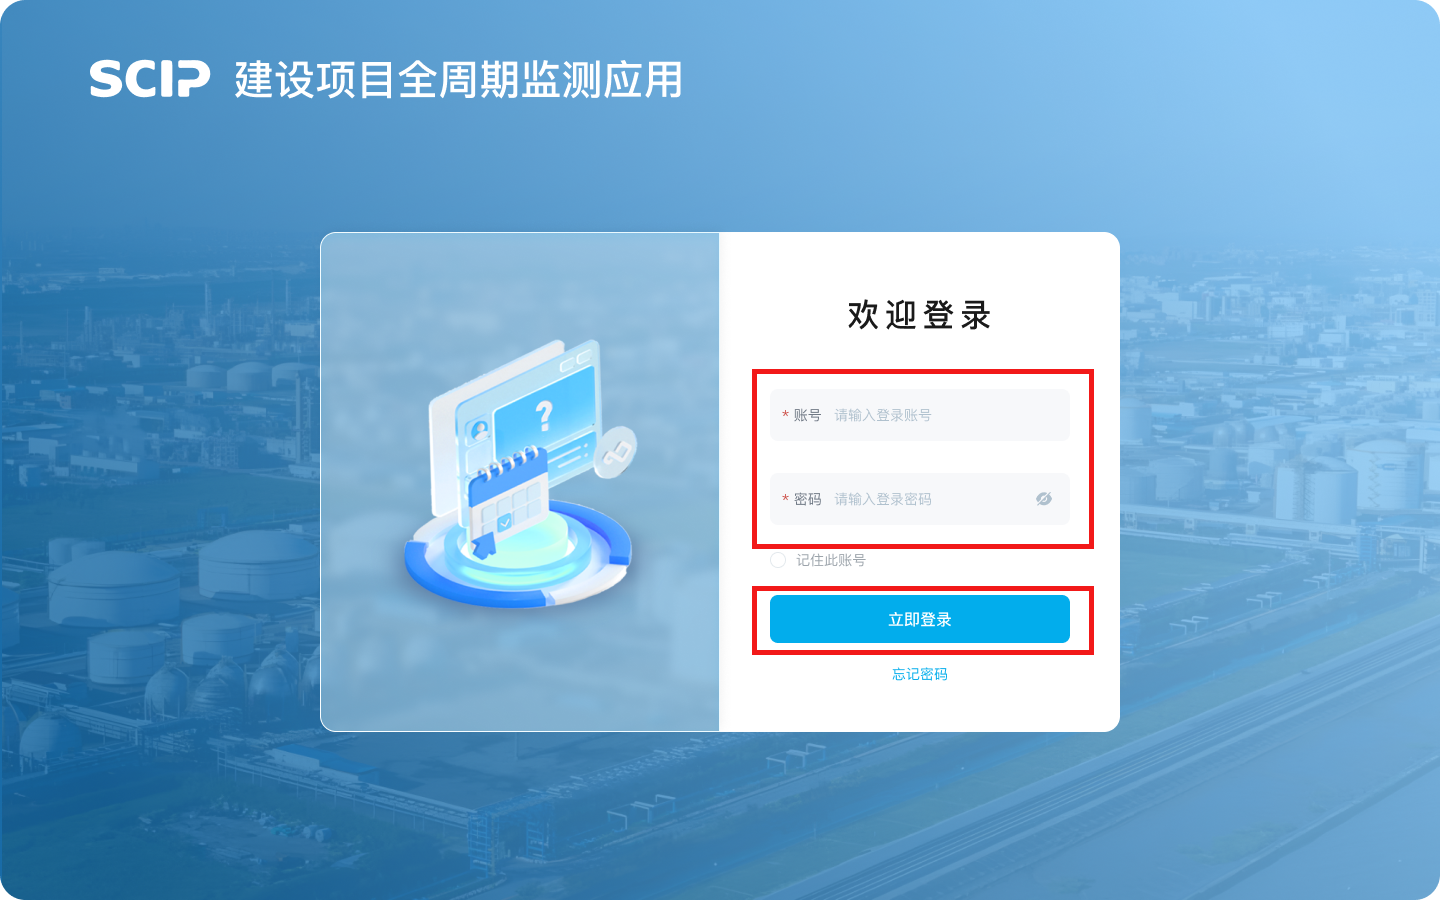 SCIP 建设项目全周期监测应用
欢迎登录
* 账号 请输入登录账号
* 密码 请输入登录密码
记住此账号
立即登录
忘记密码